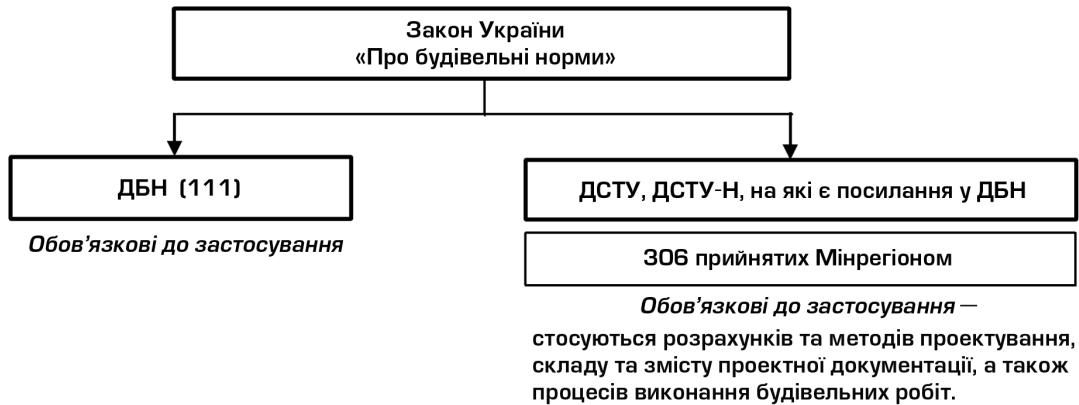 Закон України
«Про будівельні норми»
ДБН (111)
Обов’язкові до застосування
ДСТУ, ДСТУ-Н, на які є посилання у ДБН
306 прийнятих Мінрегіоном
Обов’язкові до застосування —
стосуються розрахунків та методів проектування,
складу та змісту проектної документації, а також
процесів виконання будівельних робіт.